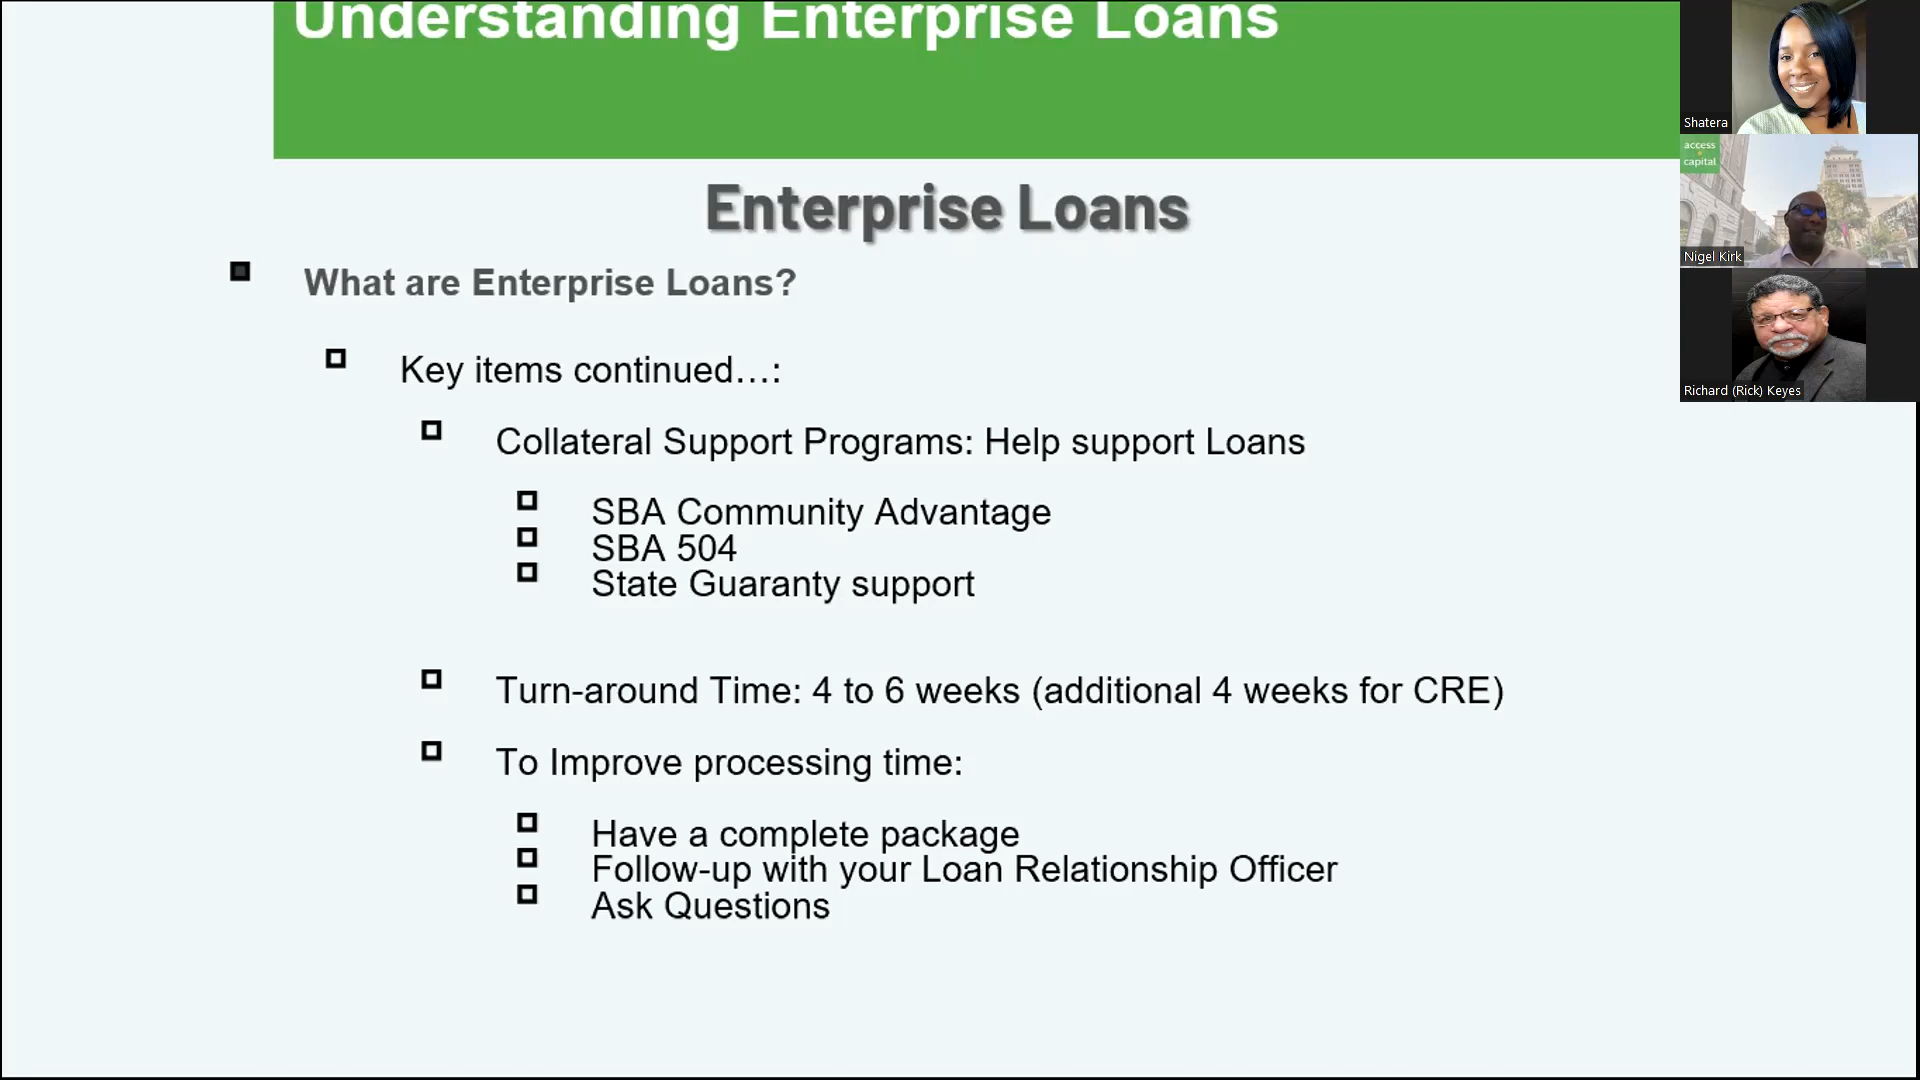 Understanding Enterprise Loans
Enterprise Loans
What are Enterprise Loans?
Key items continued…:
Collateral Support Programs: Help support Loans
SBA Community Advantage
SBA 504
State Guaranty support
Turn-around Time: 4 to 6 weeks (additional 4 weeks for CRE)
To Improve processing time:
Have a complete package
Follow-up with your Loan Relationship Officer
Ask Questions
Shatera
access
capital
Nigel Kirk
Richard (Rick) Keyes